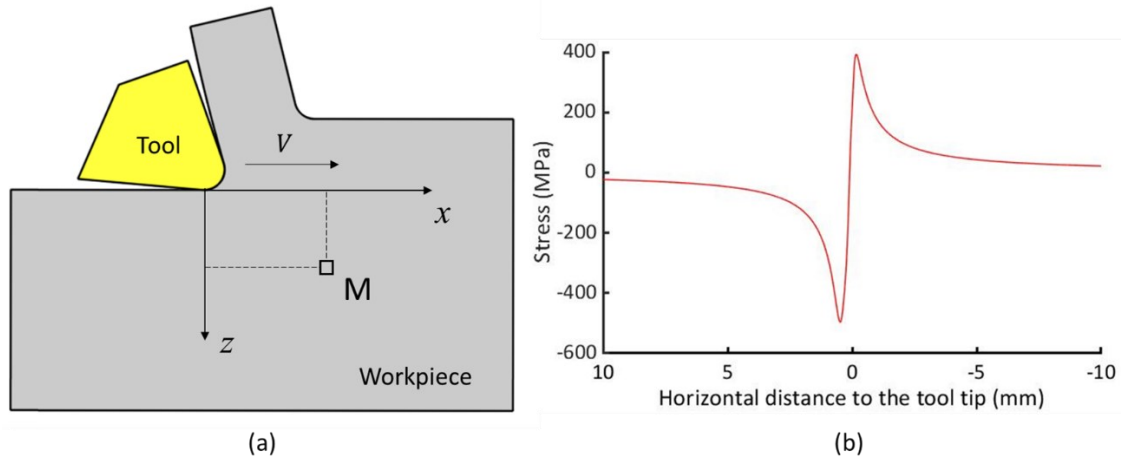 Tool
V
x
M
z
Workpiece
(a)
Stress (MPa)
400
200
0
-200
-400
-600
10
5
0
-5
-10
Horizontal distance to the tool tip (mm)
(b)